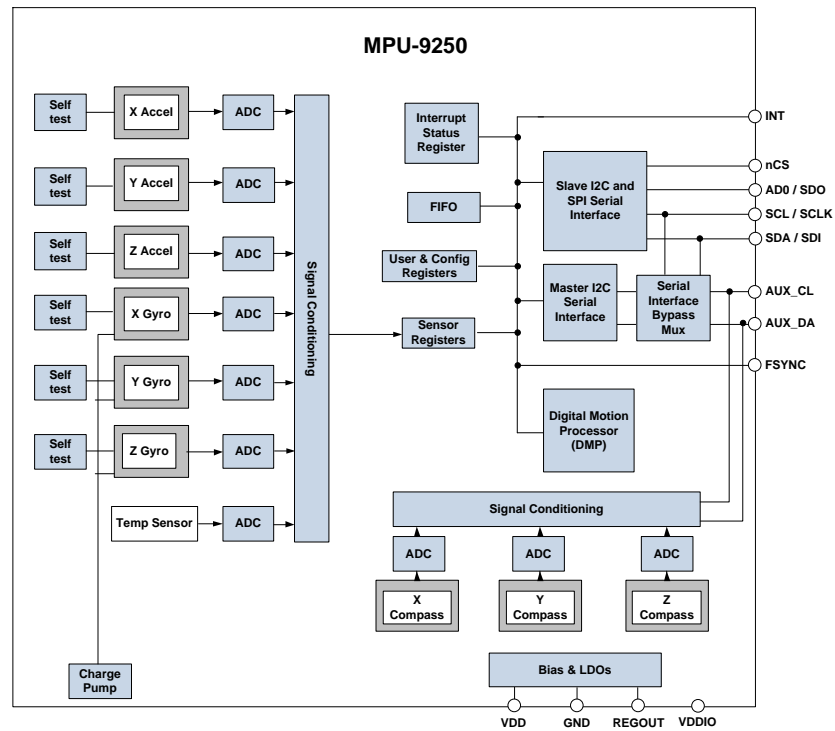 MPU-9250
Self
test
X Accel
ADC
Self
test
Y Accel
ADC
Self
test
Z Accel
ADC
Self
test
X Gyro
ADC
Self
test
Y Gyro
ADC
Self
test
Z Gyro
ADC
Temp Sensor
ADC
Charge
Pump
Signal Conditioning
Interrupt
Status
Register
FIFO
User & Config
Registers
Sensor
Registers
Slave I2C and
SPI Serial
Interface
Master I2C
Serial
Interface
Serial
Interface
Bypass
Mux
Digital Motion
Processor
(DMP)
INT
nCS
AD0 / SDO
SCL / SCLK
SDA / SDI
AUX_CL
AUX_DA
FSYNC
Signal Conditioning
ADC
ADC
ADC
X
Compass
Y
Compass
Z
Compass
Bias & LDOs
VDD
GND
REGOUT
VDDIO